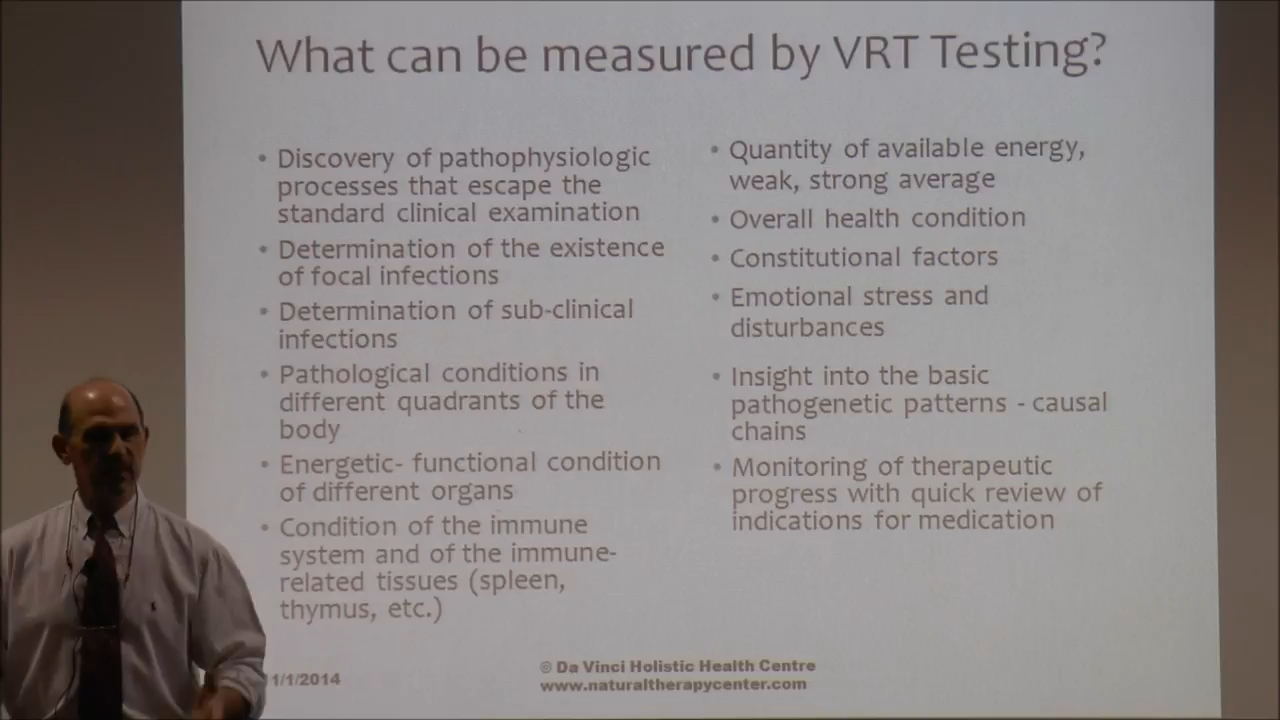 What can be measured by VRT Testing?
• Discovery of pathophysiologic
processes that escape the
standard clinical examination
• Determination of the existence
of focal infections
• Determination of sub-clinical
infections
• Pathological conditions in
different quadrants of the
body
• Energetic- functional condition
of different organs
• Condition of the immune
system and of the immune-
related tissues (spleen,
thymus, etc.)
• Quantity of available energy,
weak, strong average
• Overall health condition
• Constitutional factors
• Emotional stress and
disturbances
• Insight into the basic
pathogenetic patterns - causal
chains
• Monitoring of therapeutic
progress with quick review of
indications for medication
1/1/2014
© Da Vinci Holistic Health Centre
www.naturaltherapycenter.com